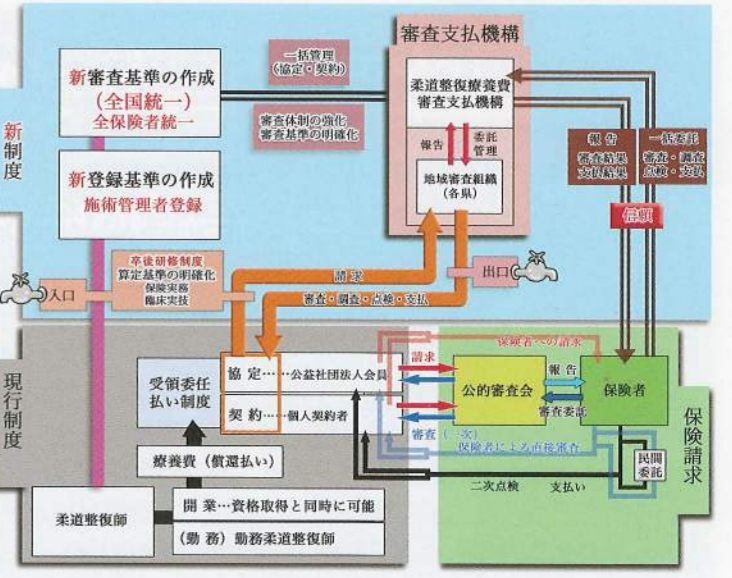 審査支払機構
新審査基準の作成
(全国統一)
全保険者統一
一括管理
(協定・契約)
審査体制の強化
審査基準の明確化
柔道整復療養費
審査支払機構
報告
委託
管理
地域審査組織
(各県)
報告
審査結果
支払結果
一括委託
審査・調査
点検・支払
信頼
新制度
新登録基準の作成
施術管理者登録
入口
卒後研修制度
算定基準の明確化
保険実務
臨床実技
請求
審査・調査・点検・支払
出口
現行制度
受領委任
払い制度
協定……公益社団法人会員
契約……個人契約者
請求
審査(一次)
保険者への請求
公的審査会
報告
審査委託
保険者
保険者による直接審査
民間
委託
二次点検
支払い
保険請求
療養費(償還払い)
柔道整復師
開業…資格取得と同時に可能
(勤務)勤務柔道整復師